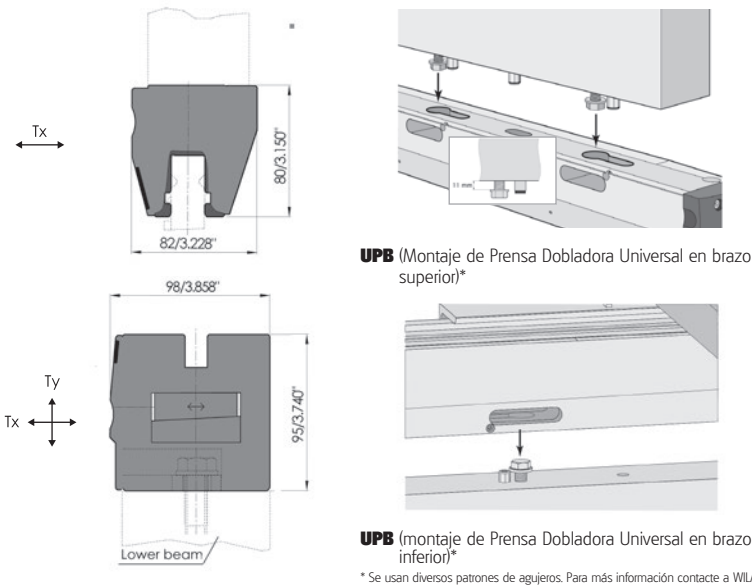 Tx
80/3.150"
82/3.228"
11 mm
UPB (Montaje de Prensa Dobladora Universal en brazo
superior)*
98/3.858"
Ty
Tx
95/3.740"
Lower beam
UPB (montaje de Prensa Dobladora Universal en brazo
inferior)*
* Se usan diversos patrones de agujeros. Para más información contacte a